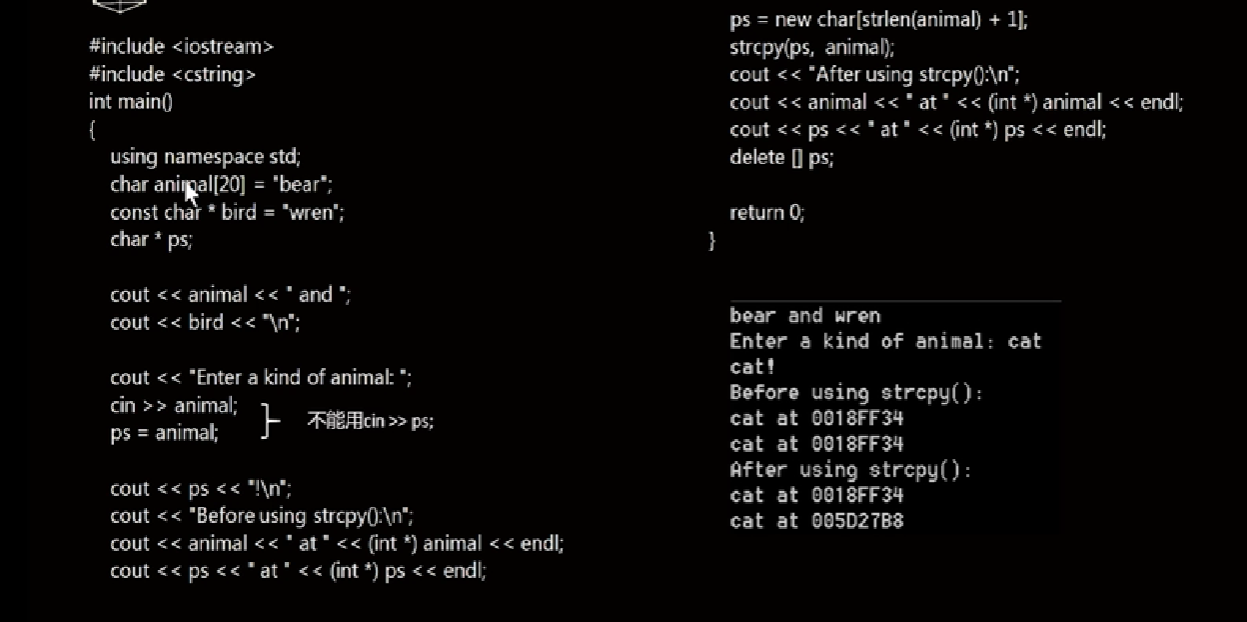 #include <iostream>
#include <cstring>
int main()
{
using namespace std;
char animal[20] = "bear";
const char * bird = "wren";
char * ps;
cout << animal << " and ";
cout << bird << "\n";
cout << "Enter a kind of animal: ";
cin >> animal;
ps = animal;
不能用cin >> ps;
cout << ps << "!\n";
cout << "Before using strcpy():\n";
cout << animal << " at " << (int *) animal << endl;
cout << ps << " at " << (int *) ps << endl;
ps = new char[strlen(animal) + 1];
strcpy(ps, animal);
cout << "After using strcpy():\n";
cout << animal << " at " << (int *) animal << endl;
cout << ps << " at " << (int *) ps << endl;
delete [] ps;
return 0;
}
bear and wren
Enter a kind of animal: cat
cat!
Before using strcpy():
cat at 0018FF34
cat at 0018FF34
After using strcpy():
cat at 0018FF34
cat at 005D27B8